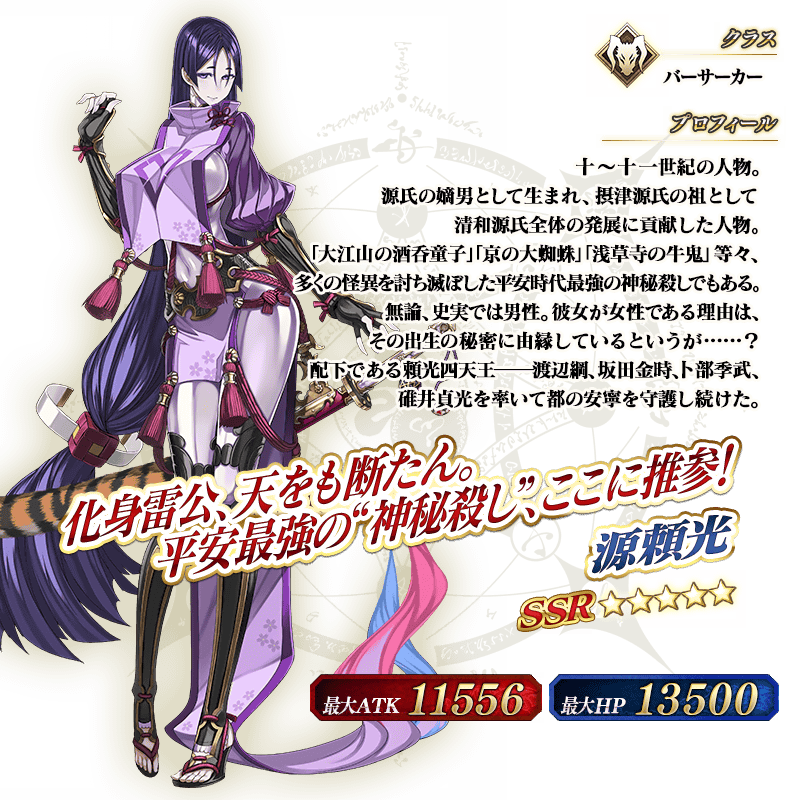 クラス
バーサーカー
プロフィール
十〜十一世紀の人物。
源氏の嫡男として生まれ、摂津源氏の祖として
清和源氏全体の発展に貢献した人物。
「大江山の酒呑童子」「京の大蜘蛛」「浅草寺の牛鬼」等々、
多くの怪異を討ち滅ぼした平安時代最強の神秘殺しでもある。
無論、史実では男性。彼女が女性である理由は、
その出生の秘密に由縁しているというが……？
配下である頼光四天王──渡辺綱、坂田金時、卜部季武、
碓井貞光を率いて都の安寧を守護し続けた。
化身雷公、天をも断たん。
平安最強の“神秘殺し”、ここに推参！
源頼光
SSR ☆☆☆☆☆
最大ATK 11556
最大HP 13500